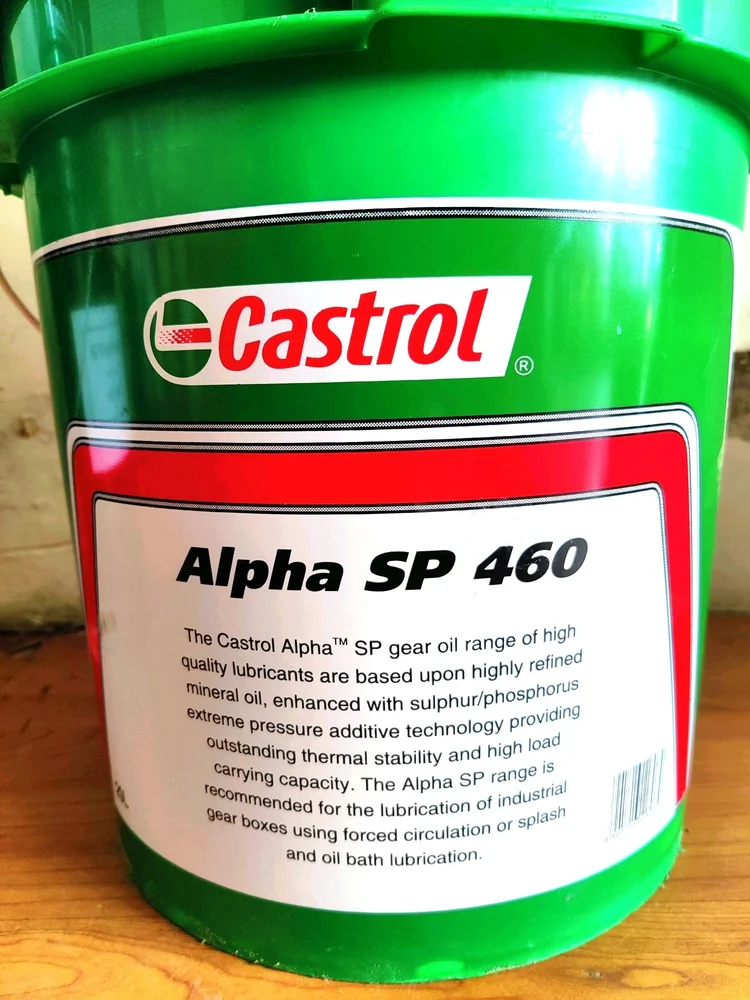 Castrol ®
Alpha SP 460
The Castrol Alpha™ SP gear oil range of high
quality lubricants are based upon highly refined
mineral oil, enhanced with sulphur/phosphorus
extreme pressure additive technology providing
outstanding thermal stability and high load
carrying capacity. The Alpha SP range is
recommended for the lubrication of industrial
gear boxes using forced circulation or splash
and oil bath lubrication.
20L